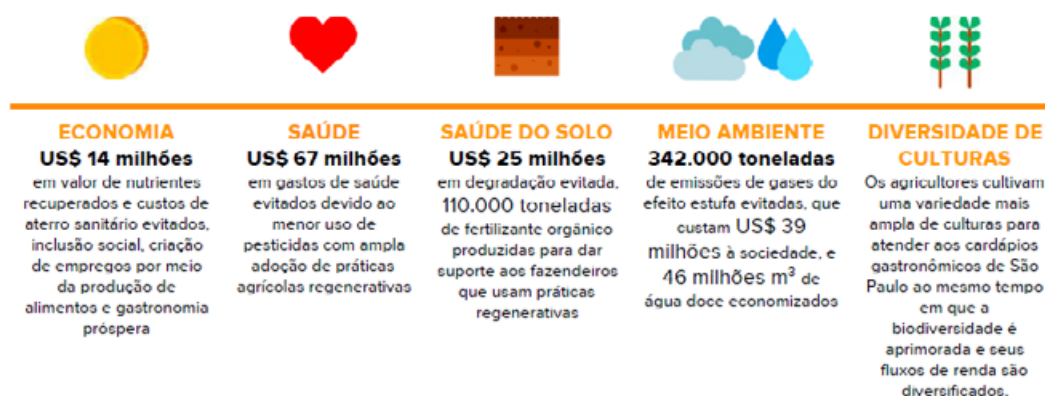 ECONOMIA
US$ 14 milhões
em valor de nutrientes
recuperados e custos de
aterro sanitário evitados,
inclusão social, criação
de empregos por meio
da produção de
alimentos e gastronomia
próspera
SAÚDE
US$ 67 milhões
em gastos de saúde
evitados devido ao
menor uso de
pesticidas com ampla
adoção de práticas
agrícolas regenerativas
SAÚDE DO SOLO
US$ 25 milhões
em degradação evitada,
110.000 toneladas
de fertilizante orgânico
produzidas para dar
suporte aos fazendeiros
que usam práticas
regenerativas
MEIO AMBIENTE
342.000 toneladas
de emissões de gases do
efeito estufa evitadas, que
custam US$ 39
milhões à sociedade, e
46 milhões m³ de
água doce economizados
DIVERSIDADE DE
CULTURAS
Os agricultores cultivam
uma variedade mais
ampla de culturas para
atender aos cardápios
gastronômicos de São
Paulo ao mesmo tempo
em que a
biodiversidade é
aprimorada e seus
fluxos de renda são
diversificados.